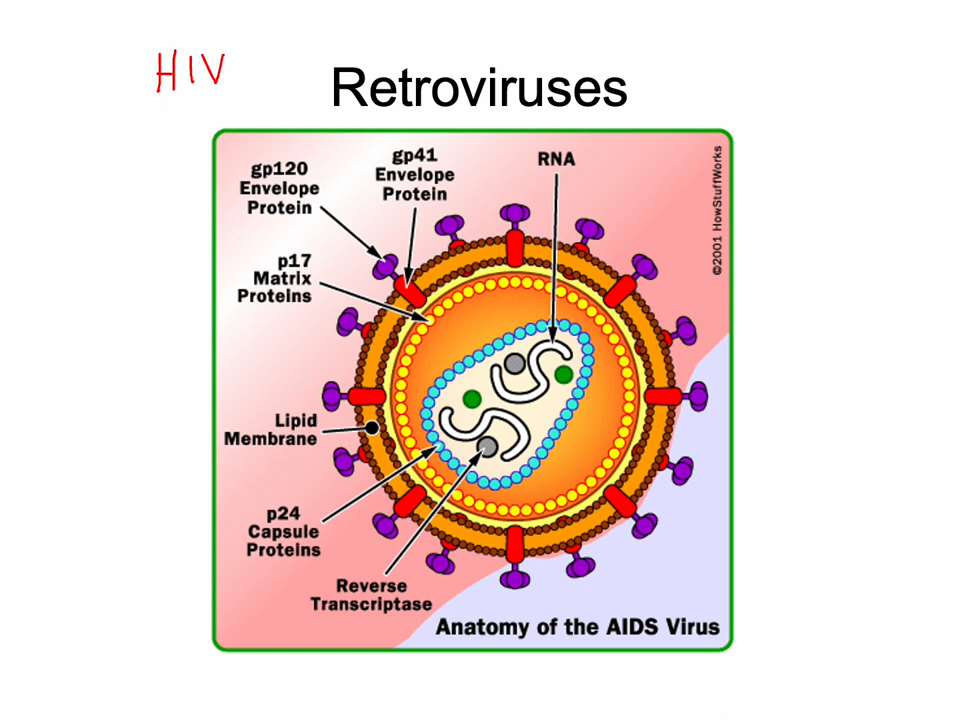 HIV
Retroviruses
gp120
Envelope
Protein
gp41
Envelope
Protein
RNA
©2001 HowStuffWorks
p17
Matrix
Proteins
Lipid
Membrane
p24
Capsule
Proteins
Reverse
Transcriptase
Anatomy of the AIDS Virus